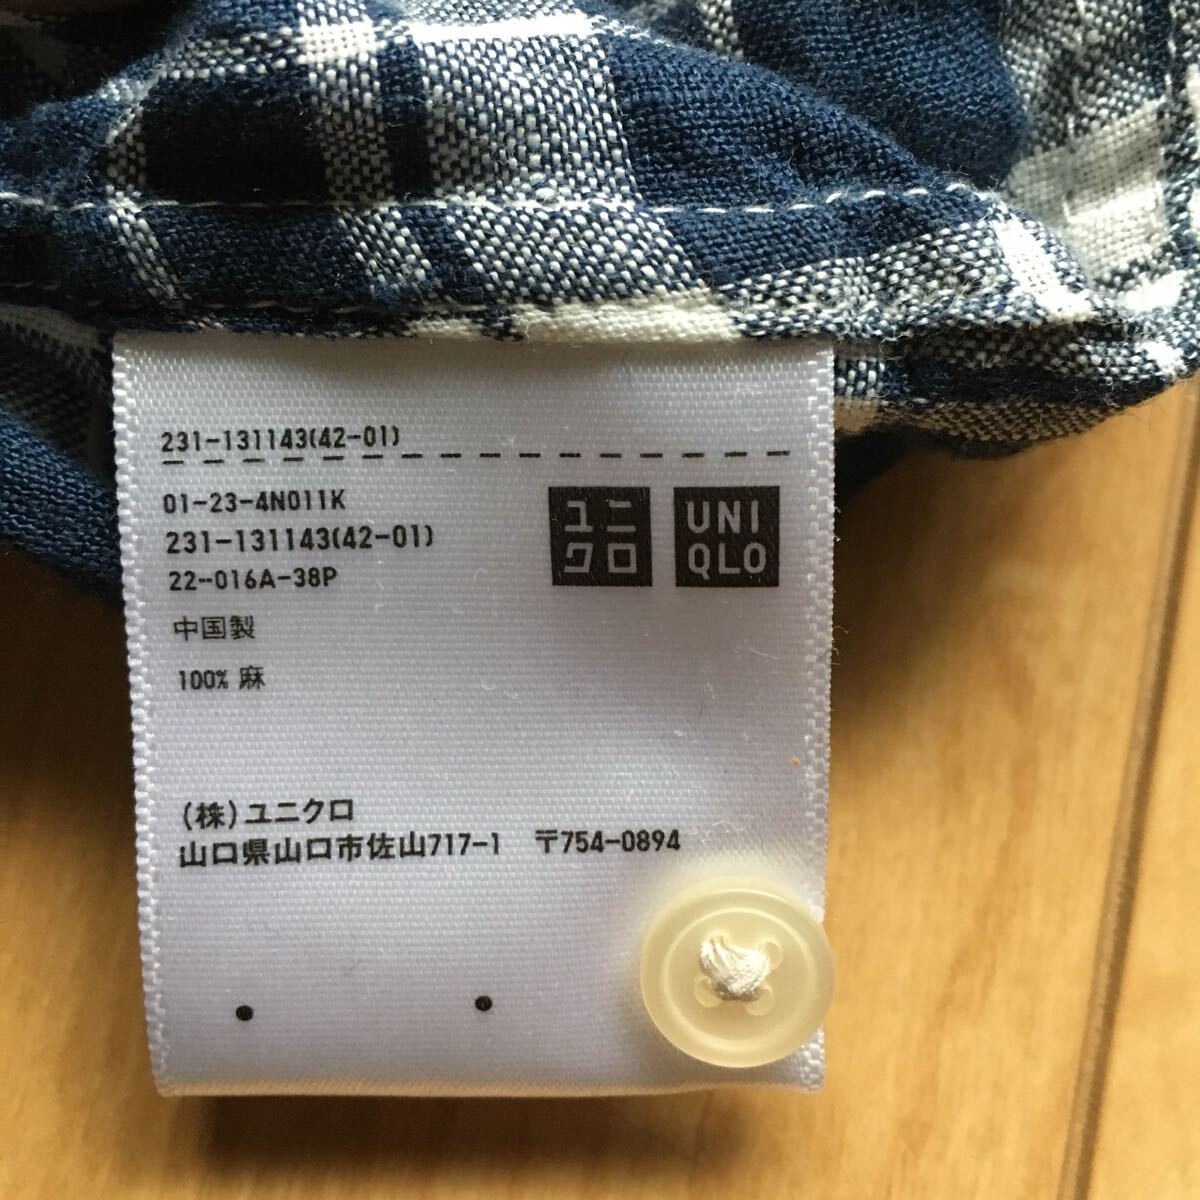 231-131143(42-01)
01-23-4N011K
231-131143(42-01)
22-016A-38P
中国製
100% 麻
ユニ
クロ
UNI
QLO
(株)ユニクロ
山口県山口市佐山717-1 〒754-0894